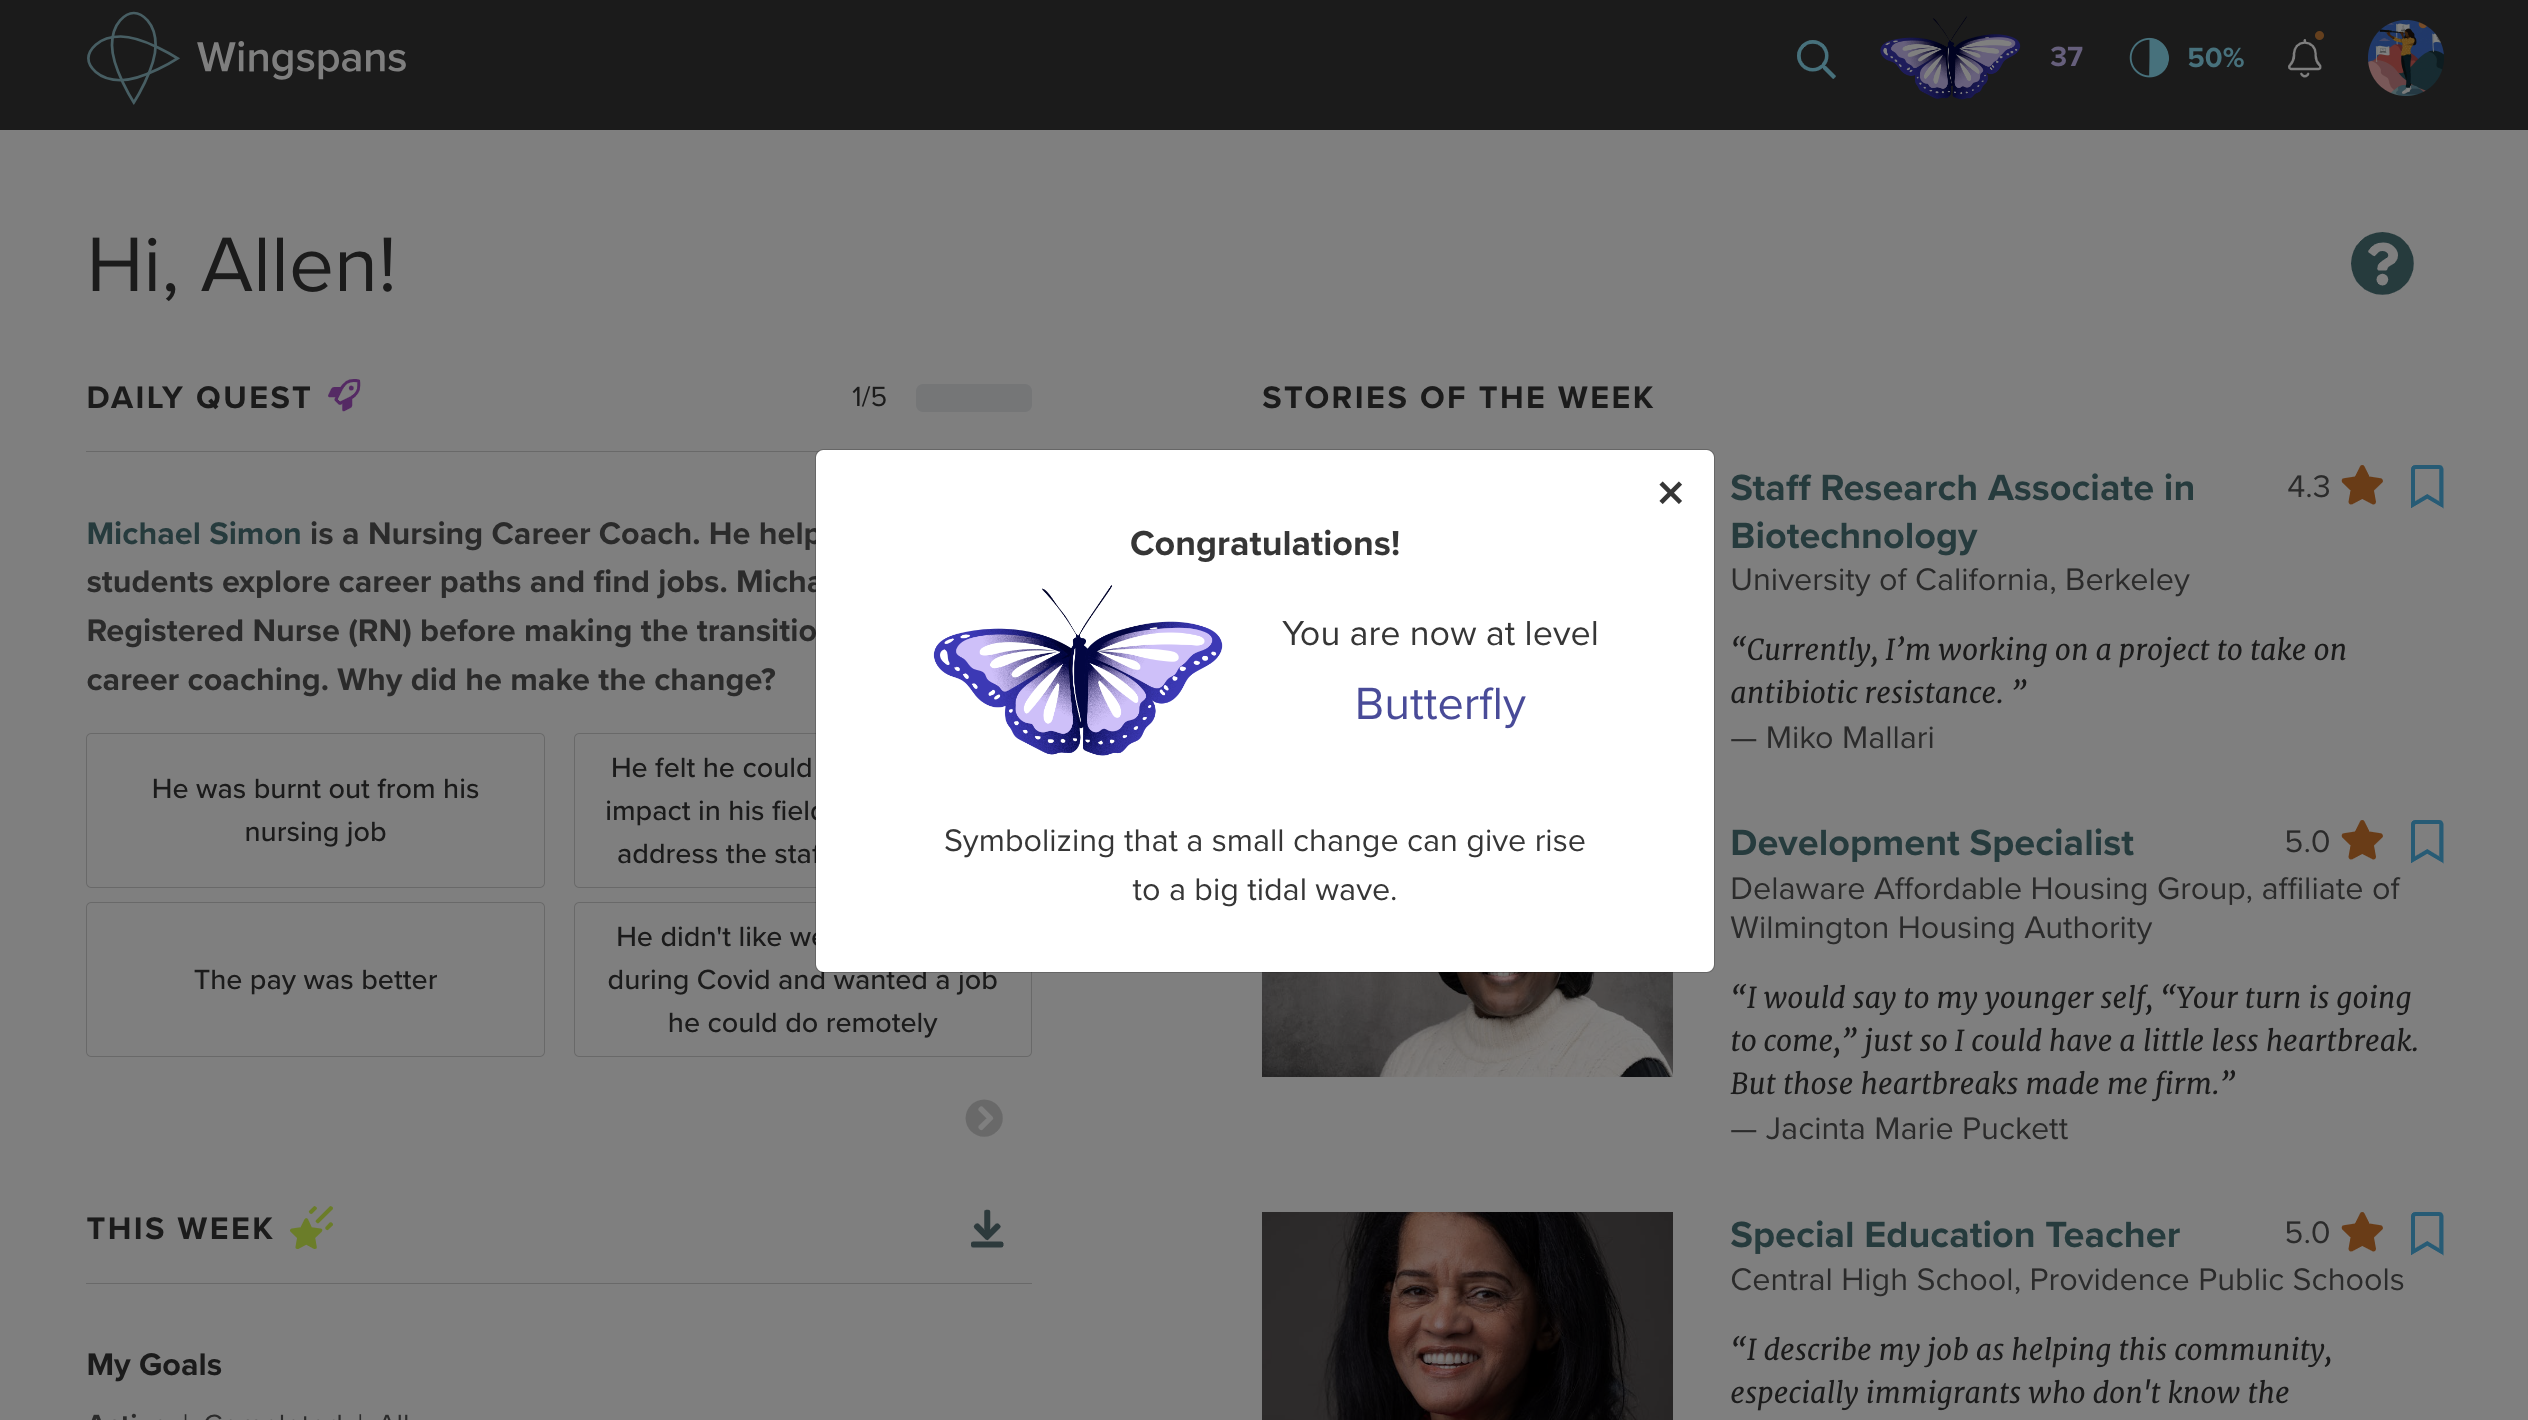 Wingspans
37
50%
Hi, Allen!
DAILY QUEST
1/5
Michael Simon is a Nursing Career Coach. He help
students explore career paths and find jobs. Micha
Registered Nurse (RN) before making the transitio
career coaching. Why did he make the change?
He was burnt out from his
nursing job
He felt he could
impact in his field
address the staf
The pay was better
He didn't like we
during Covid and wanted a job
he could do remotely
THIS WEEK
My Goals
Congratulations!
You are now at level
Butterfly
Symbolizing that a small change can give rise
to a big tidal wave.
STORIES OF THE WEEK
Staff Research Associate in
Biotechnology
4.3
University of California, Berkeley
“Currently, I’m working on a project to take on
antibiotic resistance. ”
— Miko Mallari
Development Specialist
5.0
Delaware Affordable Housing Group, affiliate of
Wilmington Housing Authority
“I would say to my younger self, “Your turn is going
to come,” just so I could have a little less heartbreak.
But those heartbreaks made me firm.”
— Jacinta Marie Puckett
Special Education Teacher
5.0
Central High School, Providence Public Schools
“I describe my job as helping this community,
especially immigrants who don't know the